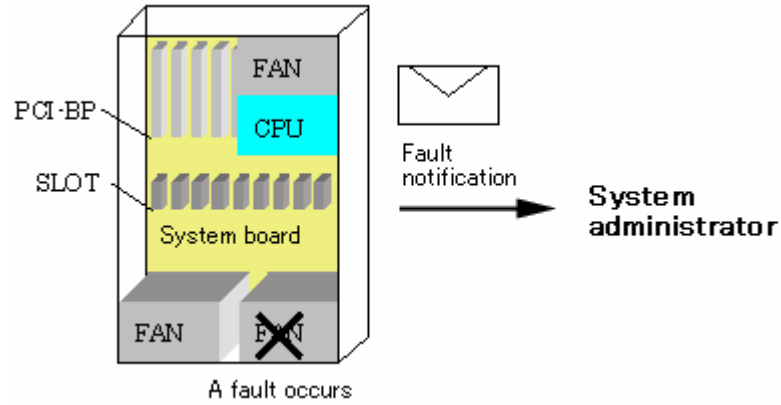 FAN
PCI-BP
CPU
SLOT
System board
FAN
FAN
A fault occurs
Fault
notification
System
administrator